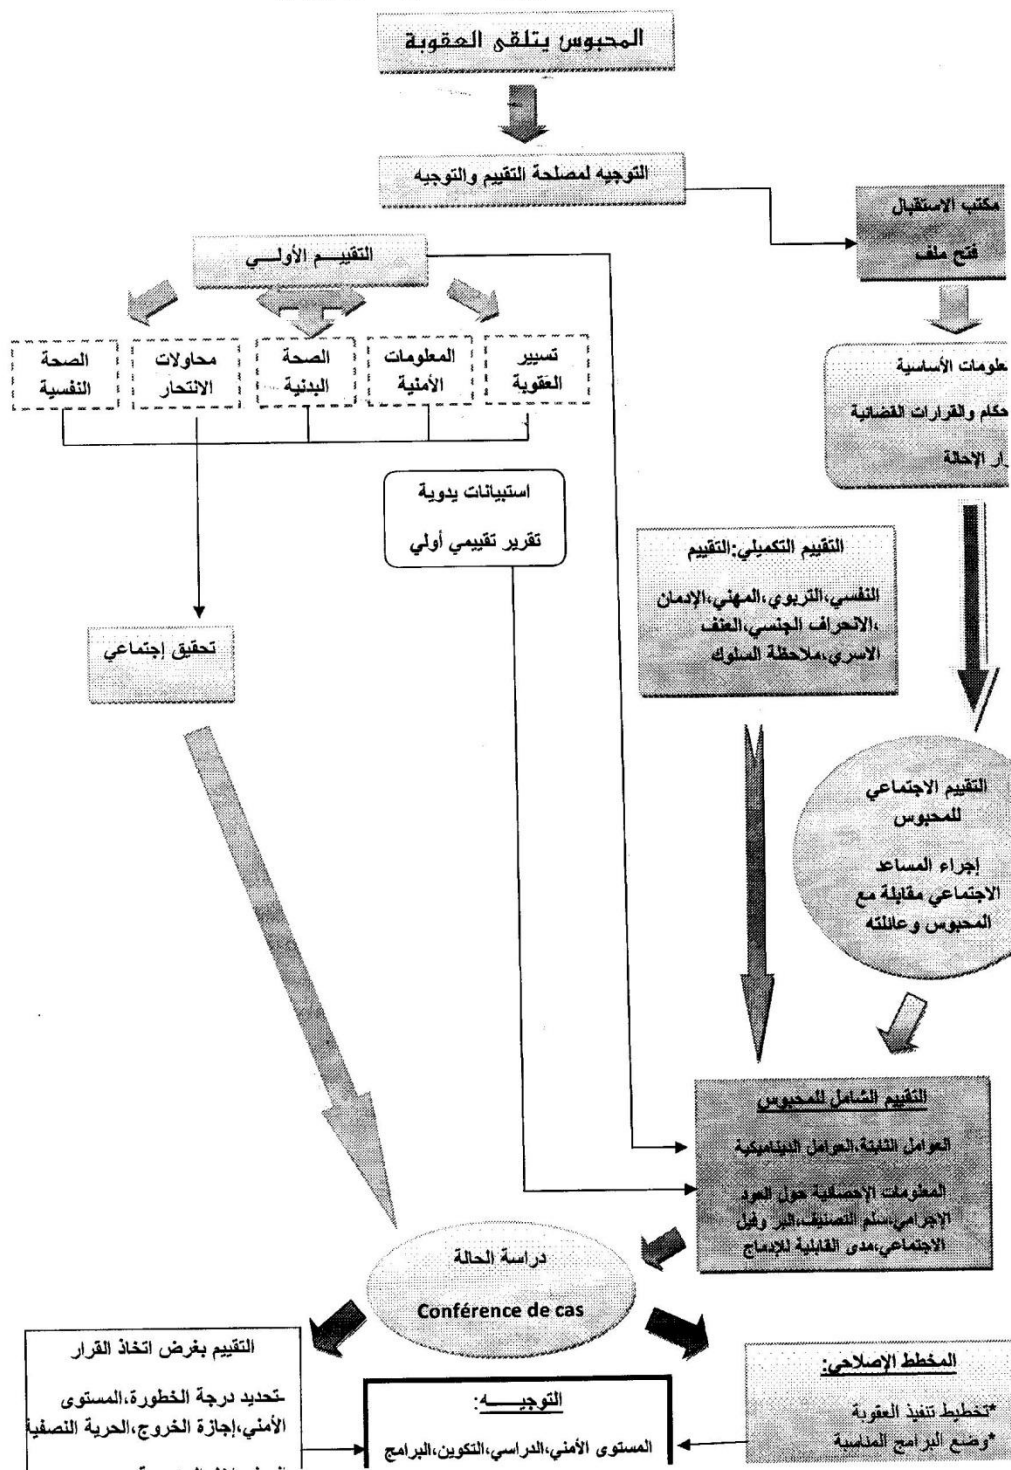 المحبوس يتلقى العقوبة
التوجيه لمصلحة التقييم والتوجيه
مكتب الاستقبال
فتح ملف
التقييـــم الأولـــي
تسيير
العقوبة
المعلومات
الأمنية
الصحة
البدنية
محاولات
الانتحار
الصحة
النفسية
علومات الأساسية
حكام والقرارات القضائية
رار الإحالة
استبيانات يدوية
تقرير تقييمي أولي
التقييم التكميلي:التقييم
النفسي،التربوي،المهني،الإدمان
،الانحراف الجنسي،العنف
الاسري،ملاحظة السلوك
تحقيق إجتماعي
التقييم الاجتماعي
للمحبوس
إجراء المساعد
الاجتماعي مقابلة مع
المحبوس وعائلته
التقييم الشامل للمحبوس
العوامل الثابتة،العوامل الديناميكية
المعلومات الإحصائية حول العود
الإجرامي،سلم التصنيف،البر وفيل
الاجتماعي،مدى القابلية للإدماج
دراسة الحالة
Conférence de cas
المخطط الإصلاحي:
*تخطيط تنفيذ العقوبة
*وضع البرامج المناسبة
التقييم بغرض اتخاذ القرار
-تحديد درجة الخطورة،المستوى
الأمني،إجازة الخروج،الحرية النصفية
التوجيـــه:
المستوى الأمني،الدراسي،التكوين،البرامج